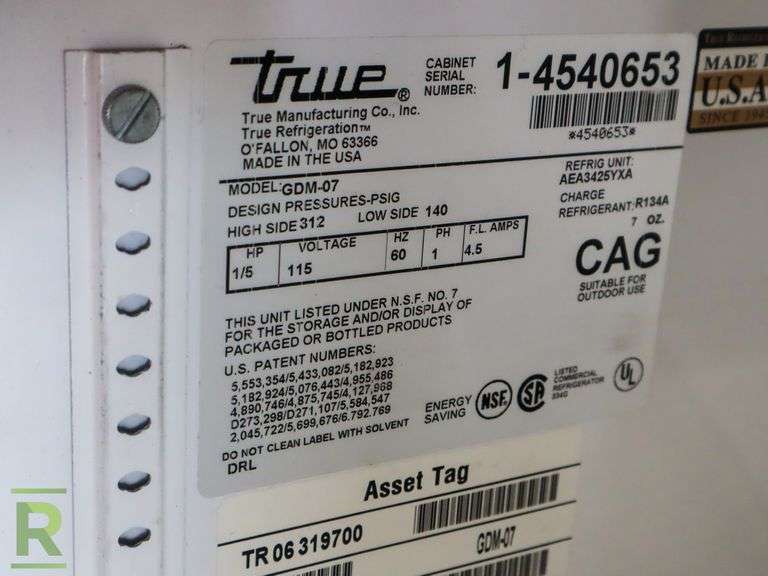 true®
True Manufacturing Co., Inc.
True Refrigeration™
O'FALLON, MO 63366
MADE IN THE USA
CABINET
SERIAL
NUMBER:
1-4540653
*4540653*
MADE I
U.S.A
SINCE 1945
MODEL: GDM-07
DESIGN PRESSURES-PSIG
HIGH SIDE 312 LOW SIDE 140
REFRIG UNIT:
AEA3425YXA
CHARGE
REFRIGERANT: R134A
7 OZ.
HP VOLTAGE HZ PH F.L. AMPS
1/5 115 60 1 4.5
CAG
SUITABLE FOR
OUTDOOR USE
THIS UNIT LISTED UNDER N.S.F. NO. 7
FOR THE STORAGE AND/OR DISPLAY OF
PACKAGED OR BOTTLED PRODUCTS
U.S. PATENT NUMBERS:
5,553,354/5,433,082/5,182,923
5,182,924/5,076,443/4,955,486
4,890,746/4,875,745/4,127,968
D273,298/D271,107/5,584,547
2,045,722/5,699,676/6.792,769
DO NOT CLEAN LABEL WITH SOLVENT
DRL
ENERGY
SAVING
NSF
SA
LISTED
COMMERCIAL
REFRIGERATOR
UL
Asset Tag
TR 06 319700
GDM-07
R